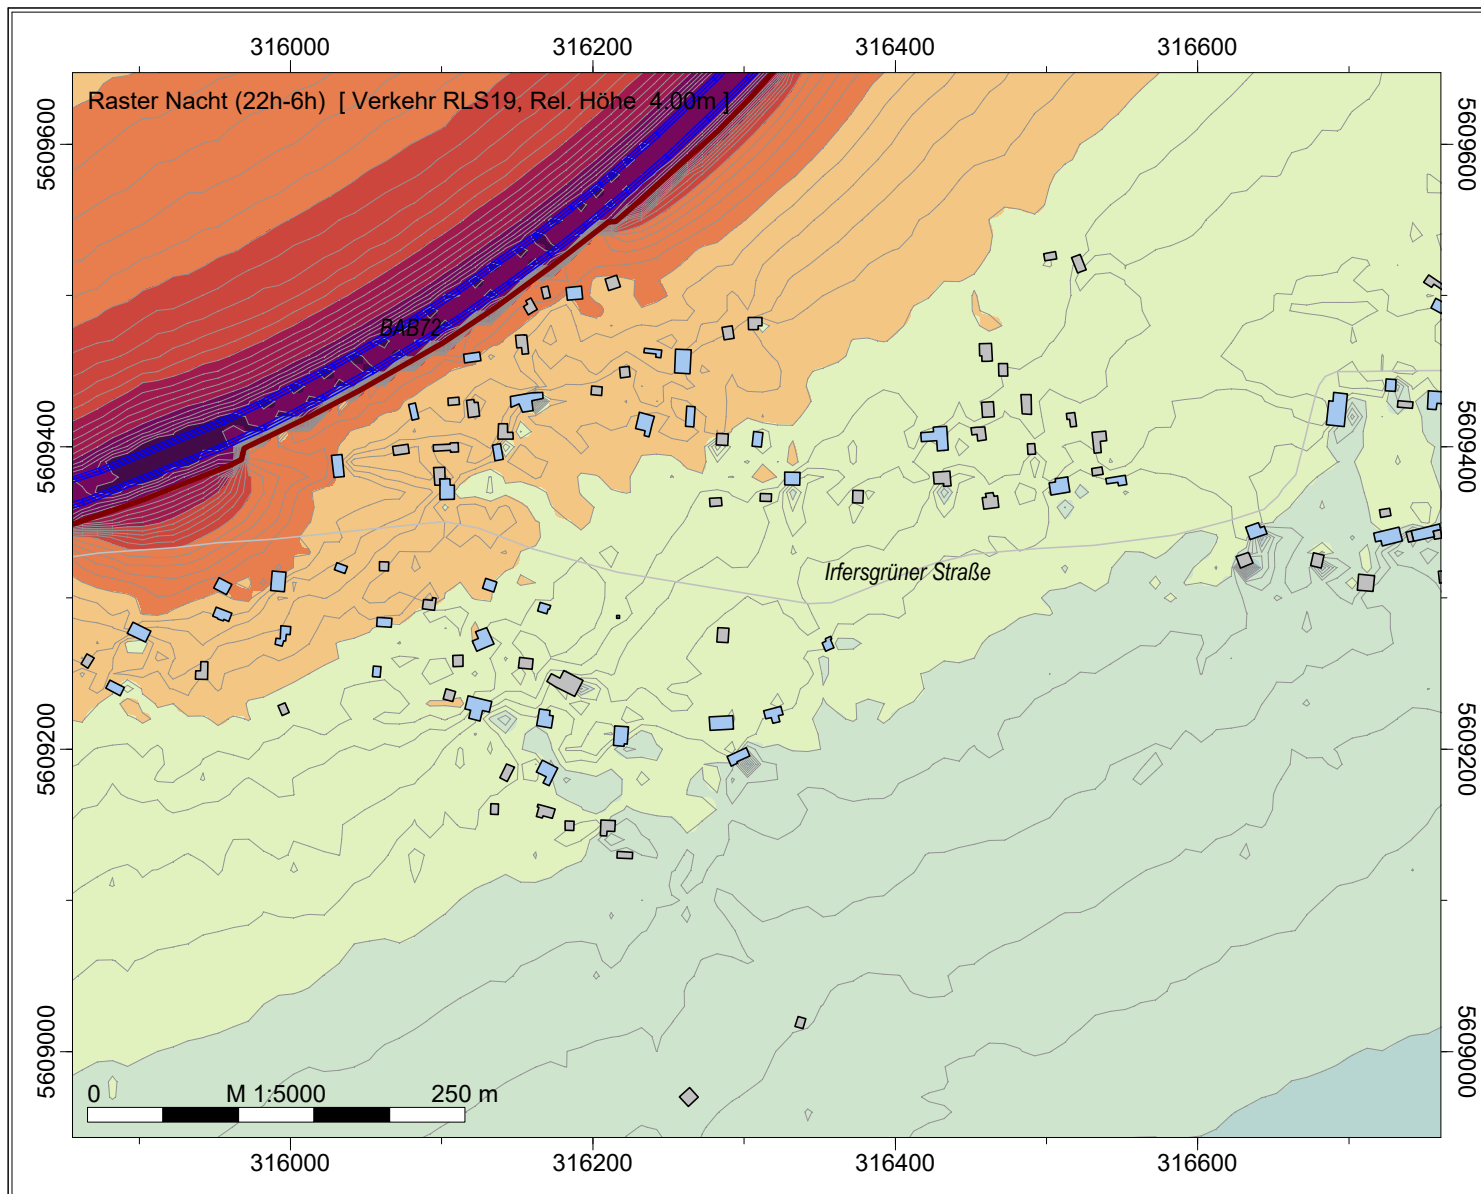 316000 316200 316400 316600
Raster Nacht (22h-6h) [ Verkehr RLS19, Rel. Höhe 4.00m ]
5609600 5609600
BAB72
5609400 5609400
Irfersgrüner Straße
5609200 5609200
5609000 5609000
0 M 1:5000 250 m
316000 316200 316400 316600